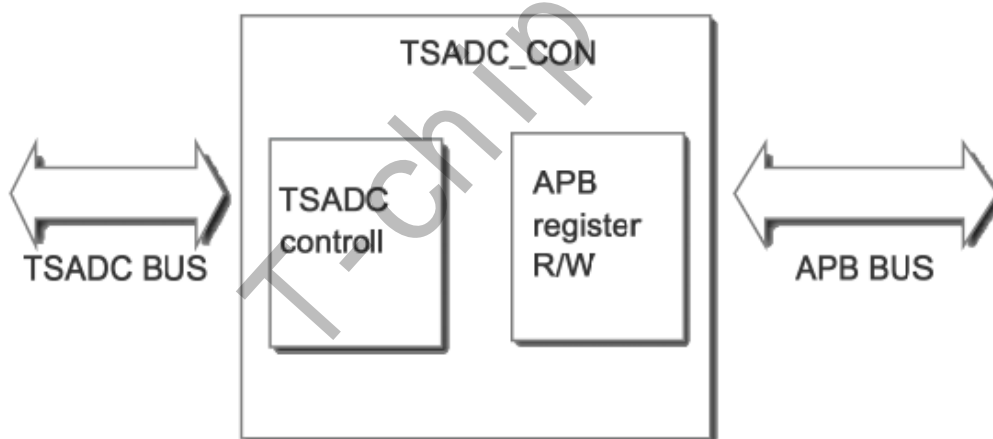 TSADC_CON
TSADC
controll
APB
register
R/W
TSADC BUS
APB BUS
T-chip